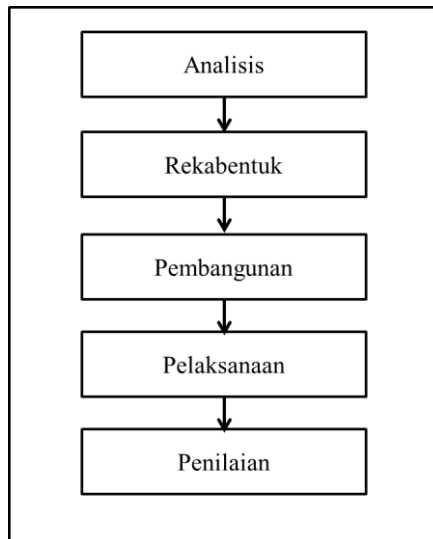 Analisis
Rekabentuk
Pembangunan
Pelaksanaan
Penilaian